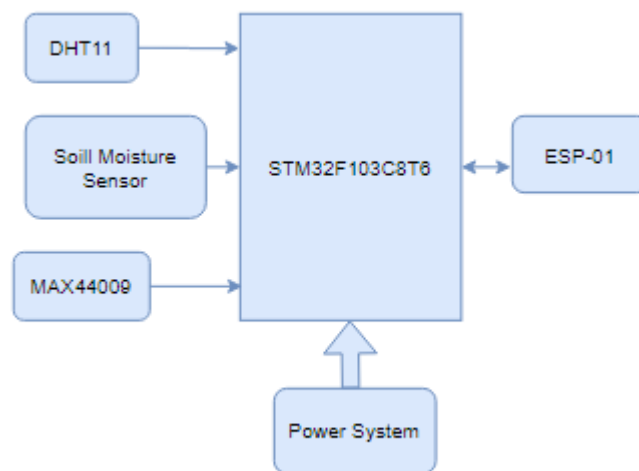 DHT11
Soill Moisture
Sensor
MAX44009
STM32F103C8T6
ESP-01
Power System